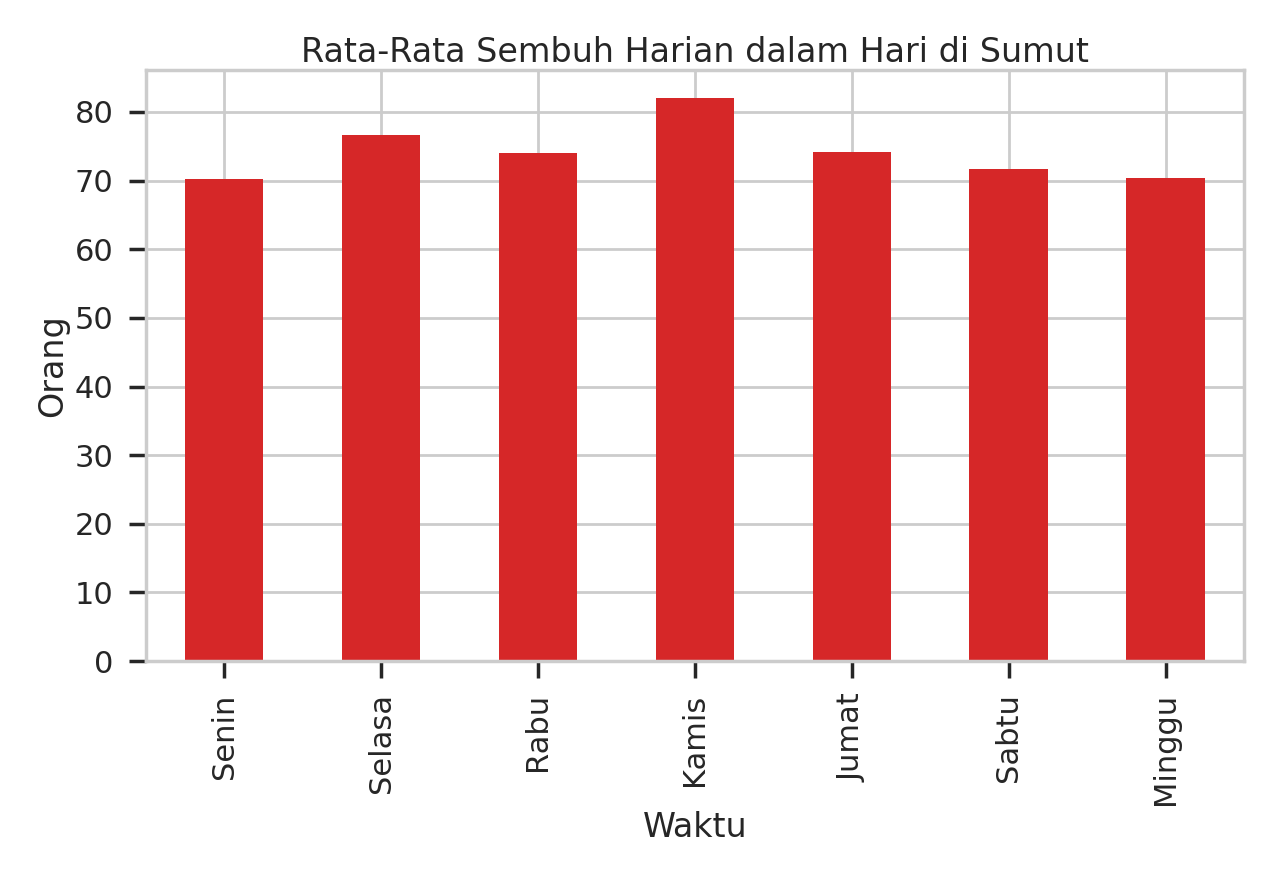 Rata-Rata Sembuh Harian dalam Hari di Sumut
Orang
80
70
60
50
40
30
20
10
0
Senin
Selasa
Rabu
Kamis
Jumat
Sabtu
Minggu
Waktu